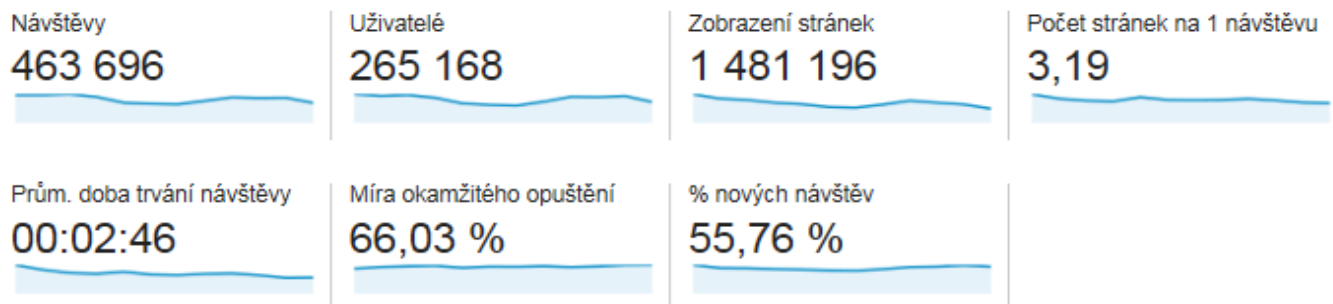 Návštěvy
463 696
Uživatelé
265 168
Zobrazení stránek
1 481 196
Počet stránek na 1 návštěvu
3,19
Prům. doba trvání návštěvy
00:02:46
Míra okamžitého opuštění
66,03 %
% nových návštěv
55,76 %